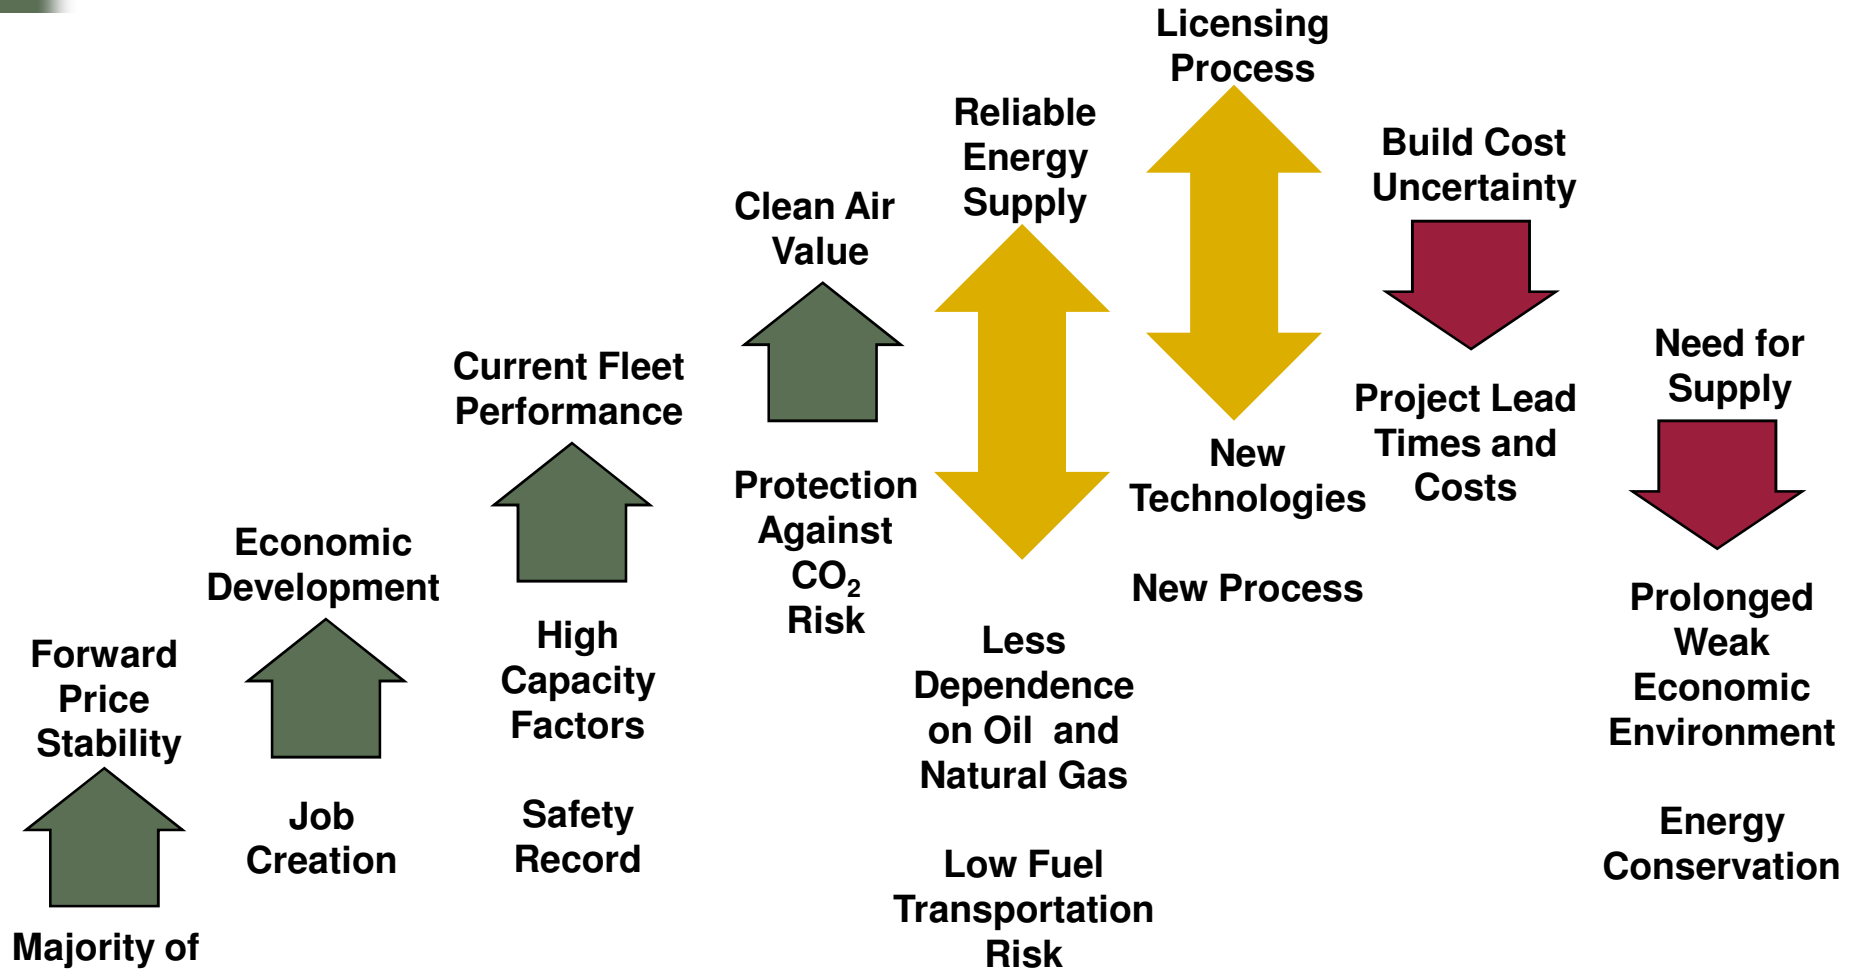 Forward
Price
Stability
Majority of
Economic
Development
Job
Creation
Current Fleet
Performance
High
Capacity
Factors
Safety
Record
Clean Air
Value
Protection
Against
CO₂
Risk
Reliable
Energy
Supply
Less
Dependence
on Oil and
Natural Gas
Low Fuel
Transportation
Risk
Licensing
Process
New
Technologies
New Process
Build Cost
Uncertainty
Project Lead
Times and
Costs
Need for
Supply
Prolonged
Weak
Economic
Environment
Energy
Conservation